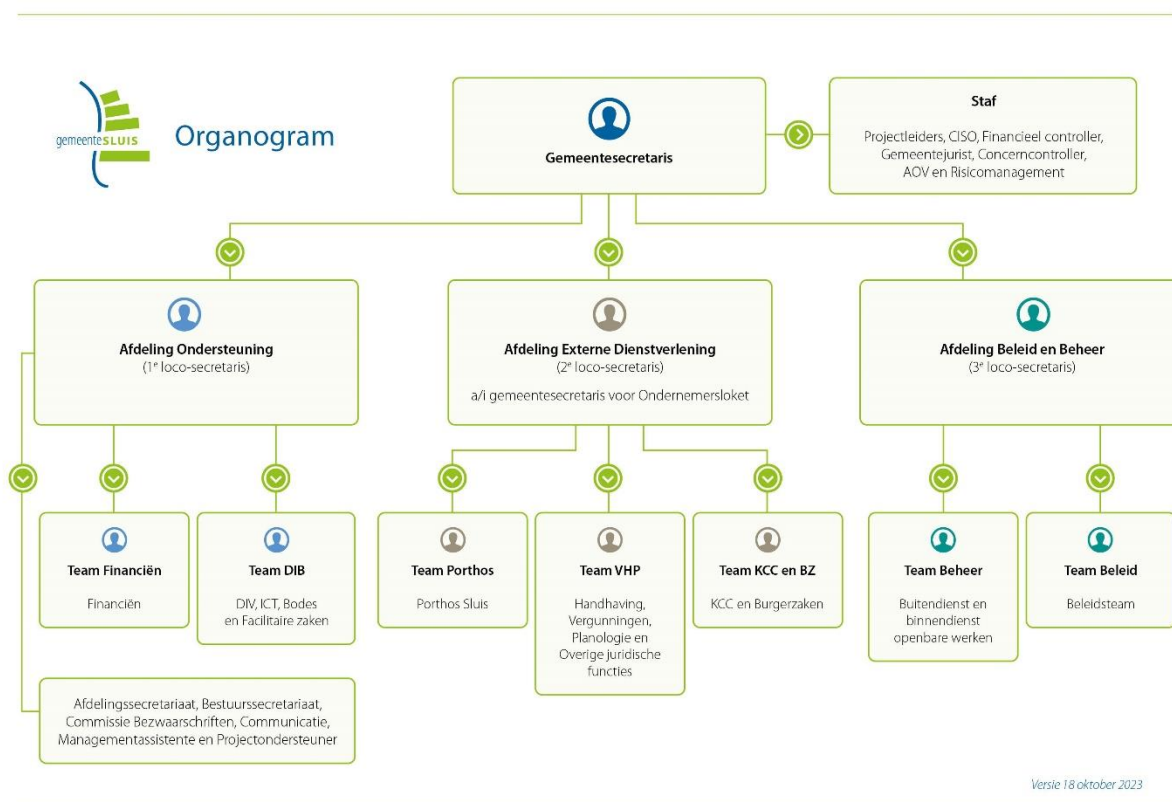 gemeenteSLUIS
Organogram
Gemeentesecretaris
Staf
Projectleiders, CISO, Financieel controller,
Gemeentejurist, Concerncontroller,
AOV en Risicomanagement
Afdeling Ondersteuning
(1e loco-secretaris)
Afdeling Externe Dienstverlening
(2e loco-secretaris)
a/i gemeentesecretaris voor Ondernemersloket
Afdeling Beleid en Beheer
(3e loco-secretaris)
Team Financiën
Financiën
Team DIB
DIV, ICT, Bodes
en Facilitaire zaken
Team Porthos
Porthos Sluis
Team VHP
Handhaving,
Vergunningen,
Planologie en
Overige juridische
functies
Team KCC en BZ
KCC en Burgerzaken
Team Beheer
Buitendienst en
binnendienst
openbare werken
Team Beleid
Beleidsteam
Afdelingssecretariaat, Bestuurssecretariaat,
Commissie Bezwaarschriften, Communicatie,
Managementassistente en Projectondersteuner
Versie 18 oktober 2023